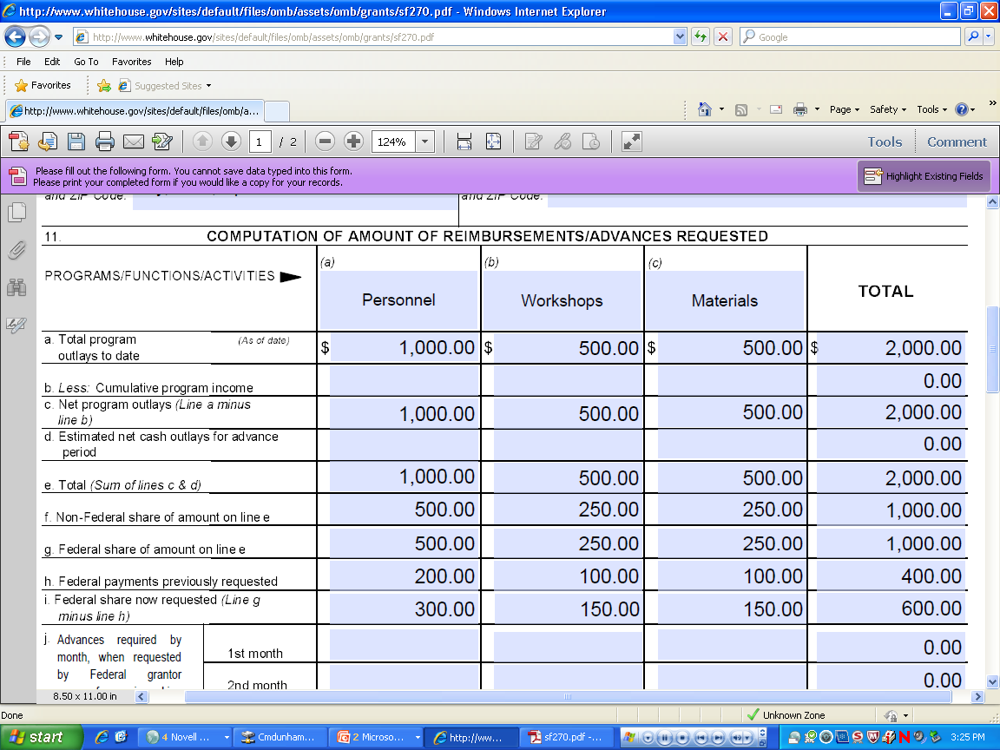 http://www.whitehouse.gov/sites/default/files/omb/assets/omb/grants/sf270.pdf - Windows Internet Explorer
http://www.whitehouse.gov/sites/default/files/omb/assets/omb/grants/sf270.pdf
Google
File Edit Go To Favorites Help
Favorites Suggested Sites
http://www.whitehouse.gov/sites/default/files/omb/a...
Page Safety Tools
1 / 2 124% Tools Comment
Please fill out the following form. You cannot save data typed into this form.
Please print your completed form if you would like a copy for your records.
Highlight Existing Fields
and ZIP Code: and ZIP Code:
11. COMPUTATION OF AMOUNT OF REIMBURSEMENTS/ADVANCES REQUESTED
(a) (b) (c)
PROGRAMS/FUNCTIONS/ACTIVITIES
Personnel Workshops Materials TOTAL
a. Total program (As of date)
outlays to date $ 1,000.00 $ 500.00 $ 500.00 $ 2,000.00
b. Less: Cumulative program income 0.00
c. Net program outlays (Line a minus
line b) 1,000.00 500.00 500.00 2,000.00
d. Estimated net cash outlays for advance
period 0.00
e. Total (Sum of lines c & d) 1,000.00 500.00 500.00 2,000.00
f. Non-Federal share of amount on line e 500.00 250.00 250.00 1,000.00
g. Federal share of amount on line e 500.00 250.00 250.00 1,000.00
h. Federal payments previously requested 200.00 100.00 100.00 400.00
i. Federal share now requested (Line g
minus line h) 300.00 150.00 150.00 600.00
j. Advances required by
month, when requested 1st month 0.00
by Federal grantor
2nd month 0.00
8.50 x 11.00 in
Done Unknown Zone
start 4 Novell ... Cmdunham... 2 Microso... http://ww... sf270.pdf -... 3:25 PM